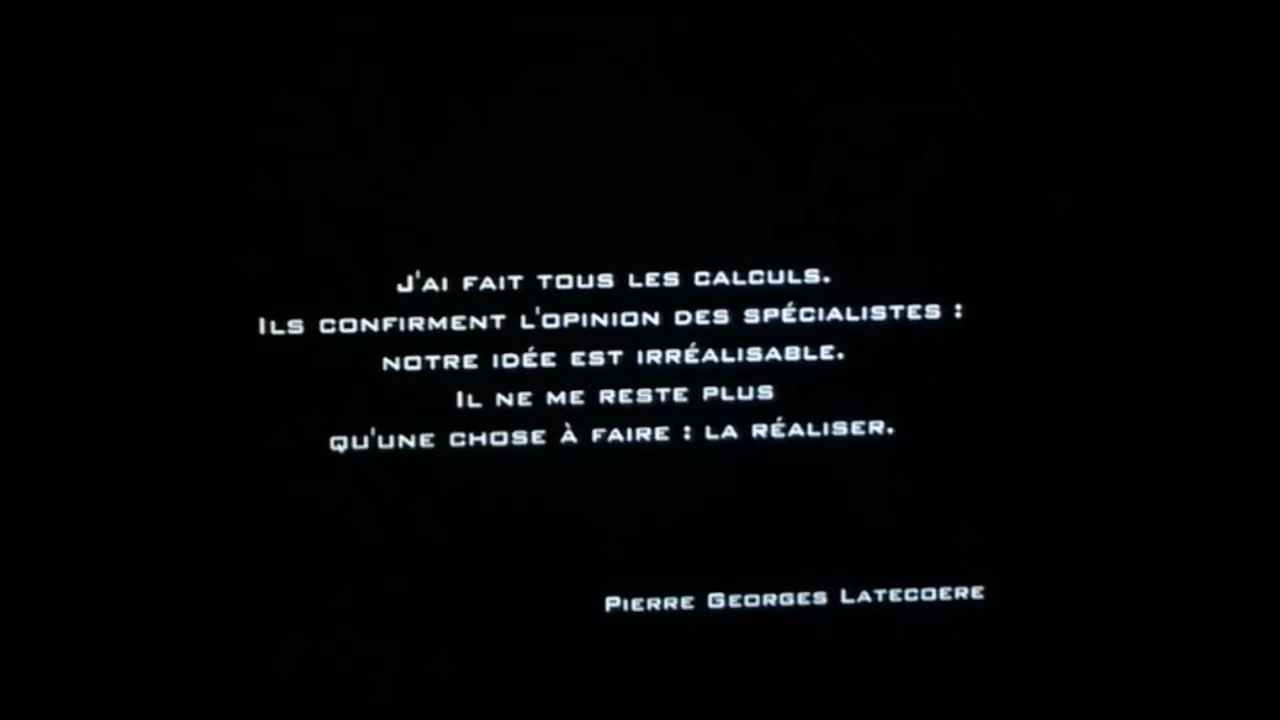 J'AI FAIT TOUS LES CALCULS.
ILS CONFIRMENT L'OPINION DES SPÉCIALISTES :
NOTRE IDÉE EST IRRÉALISABLE.
IL NE ME RESTE PLUS
QU'UNE CHOSE À FAIRE : LA RÉALISER.
PIERRE GEORGES LATECOERE